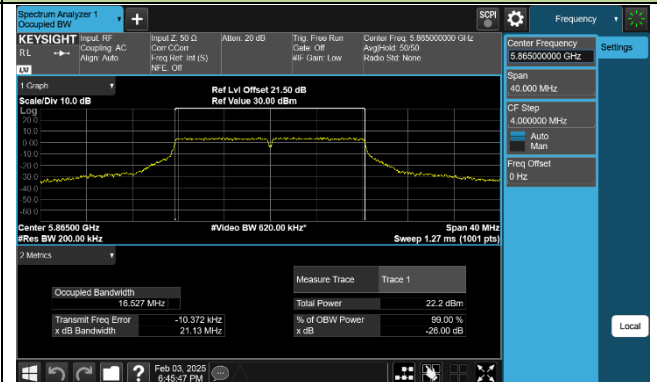 Spectrum Analyzer 1
Occupied BW
SCPI
Frequency
KEYSIGHT
RL
LXI
Input: RF
Coupling: AC
Align: Auto
Input Z: 50 Ω
Corr CCorr
Freq Ref: Int (S)
NFE: Off
Atten: 20 dB
Trig: Free Run
Gate: Off
#IF Gain: Low
Center Freq: 5.865000000 GHz
Avg|Hold: 50/50
Radio Std: None
Center Frequency
5.865000000 GHz
Settings
Span
40.000 MHz
CF Step
4.000000 MHz
Auto
Man
Freq Offset
0 Hz
Local
1 Graph
Scale/Div 10.0 dB
Ref Lvl Offset 21.50 dB
Ref Value 30.00 dBm
Log
20.0
10.0
0.00
-10.0
-20.0
-30.0
-40.0
-50.0
-60.0
Center 5.86500 GHz
#Video BW 620.00 kHz*
Span 40 MHz
#Res BW 200.00 kHz
Sweep 1.27 ms (1001 pts)
2 Metrics
Measure Trace
Trace 1
Occupied Bandwidth
16.527 MHz
Total Power
22.2 dBm
Transmit Freq Error
-10.372 kHz
% of OBW Power
99.00 %
x dB Bandwidth
21.13 MHz
x dB
-26.00 dB
?
Feb 03, 2025
6:45:47 PM